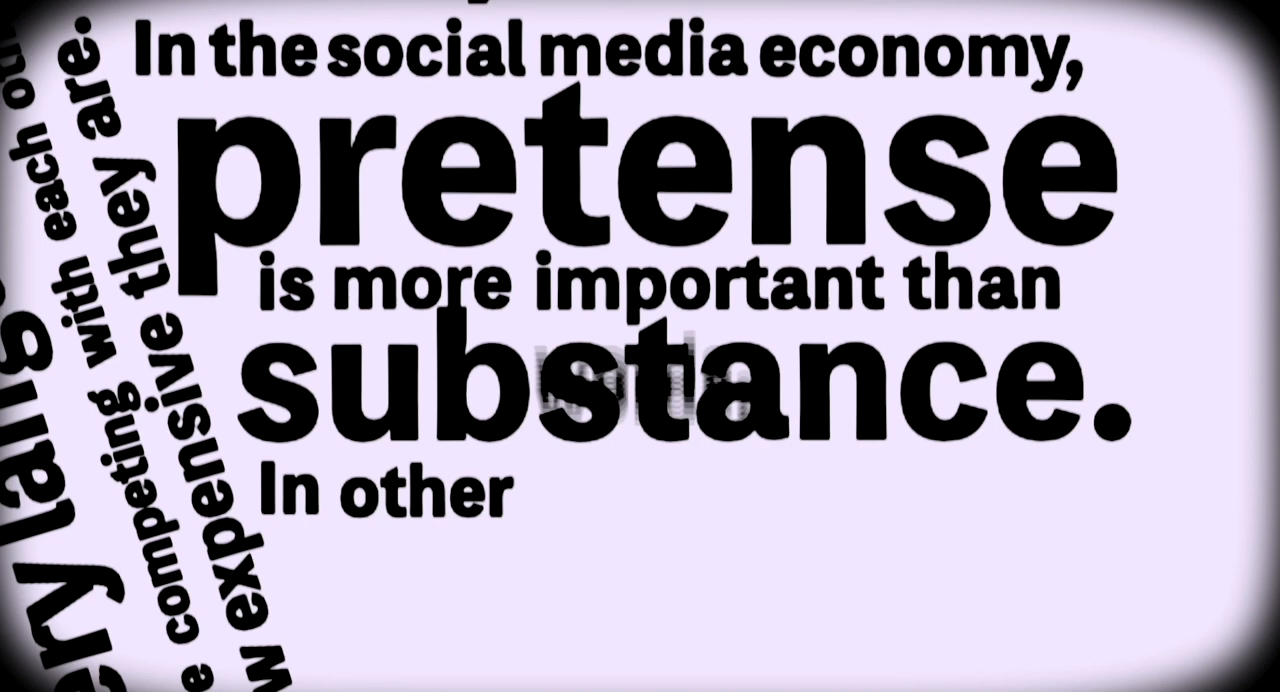 In the social media economy,
pretense
is more important than
substance.
In other
expensive they are.
competing with each